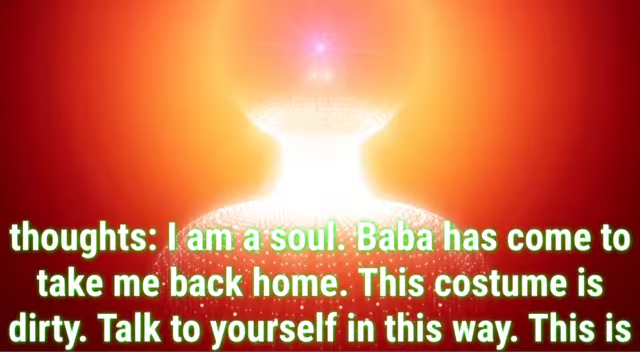 thoughts: I am a soul. Baba has come to
take me back home. This costume is
dirty. Talk to yourself in this way. This is